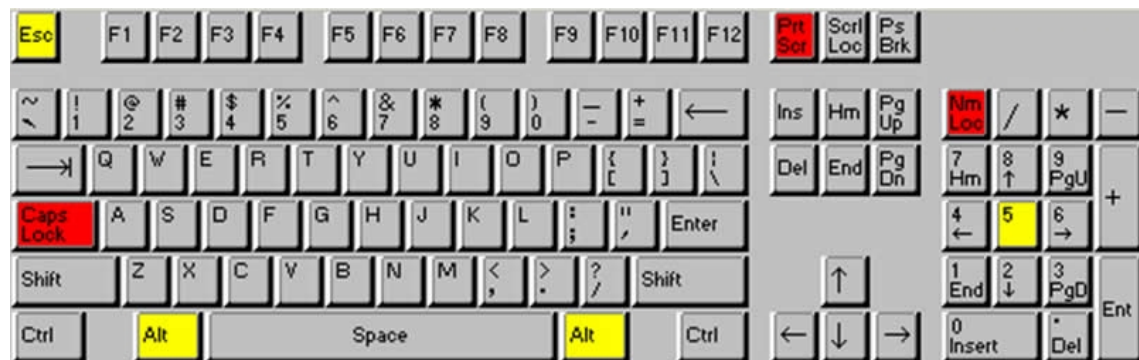 Esc F1 F2 F3 F4 F5 F6 F7 F8 F9 F10 F11 F12 Prt Scrl Ps
Scr Loc Brk
~ ! @ # $ % ^ & * ( ) _ + ← Ins Hm Pg Nm / * -
` 1 2 3 4 5 6 7 8 9 0 - = Up Loc
→| Q W E R T Y U I O P { } ¦ Del End Pg 7 8 9 +
[ ] \ Dn Hm ↑ PgU
Caps A S D F G H J K L : " Enter 4 5 6
Lock ; , ← →
Shift Z X C V B N M < > ? Shift ↑ 1 2 3 Ent
, . / End ↓ PgD
Ctrl Alt Space Alt Ctrl ← ↓ → 0 .
Insert Del